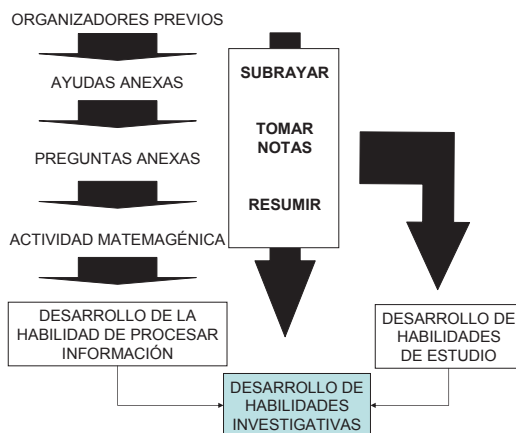 ORGANIZADORES PREVIOS
AYUDAS ANEXAS
PREGUNTAS ANEXAS
ACTIVIDAD MATEMAGÉNICA
DESARROLLO DE LA
HABILIDAD DE PROCESAR
INFORMACIÓN
SUBRAYAR
TOMAR
NOTAS
RESUMIR
DESARROLLO DE
HABILIDADES
DE ESTUDIO
DESARROLLO DE
HABILIDADES
INVESTIGATIVAS